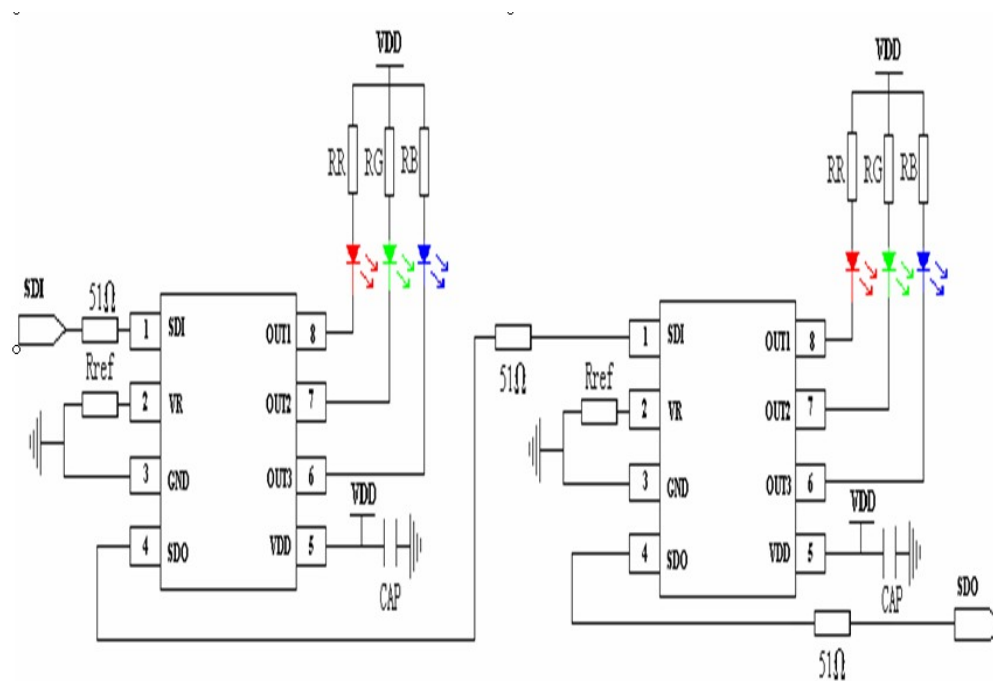 VDD
RR RG RB
SDI
51Ω
1 SDI OUT1 8
Rref
2 VR OUT2 7
3 GND OUT3 6
VDD
4 SDO VDD 5
CAP
VDD
RR RG RB
51Ω
1 SDI OUT1 8
Rref
2 VR OUT2 7
3 GND OUT3 6
VDD
4 SDO VDD 5
CAP
SDO
51Ω